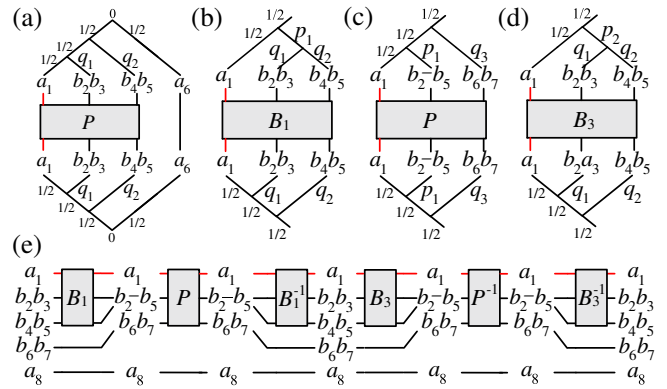 (a) (b) (c) (d)
0 1/2 1/2 1/2
1/2 1/2 p₁ 1/2 p₂
1/2 q₁ q₂ q₁ q₂ p₁ q₃ q₁ q₂
a₁ b₂b₃ b₄b₅ a₆ a₁ b₂b₃ b₄b₅ a₁ b₂–b₅ b₆b₇ a₁ b₂b₃ b₄b₅
P B₁ P B₃
a₁ b₂b₃ b₄b₅ a₆ a₁ b₂b₃ b₄b₅ a₁ b₂–b₅ b₆b₇ a₁ b₂a₃ b₄b₅
1/2 q₁ q₂ 1/2 q₁ q₂ 1/2 p₁ q₃ 1/2 q₁ q₂
1/2 1/2 1/2 1/2 1/2
0
(e)
a₁ B₁ a₁ P a₁ B₁⁻¹ a₁ B₃ a₁ P⁻¹ a₁ B₃⁻¹ a₁
b₂b₃ b₂–b₅ b₂–b₅ b₂b₃ b₂–b₅ b₂–b₅ b₂b₃
b₄b₅ b₆b₇ b₆b₇ b₄b₅ b₆b₇ b₆b₇ b₄b₅
b₆b₇ b₆b₇ b₆b₇
a₈ a₈ a₈ a₈ a₈ a₈ a₈